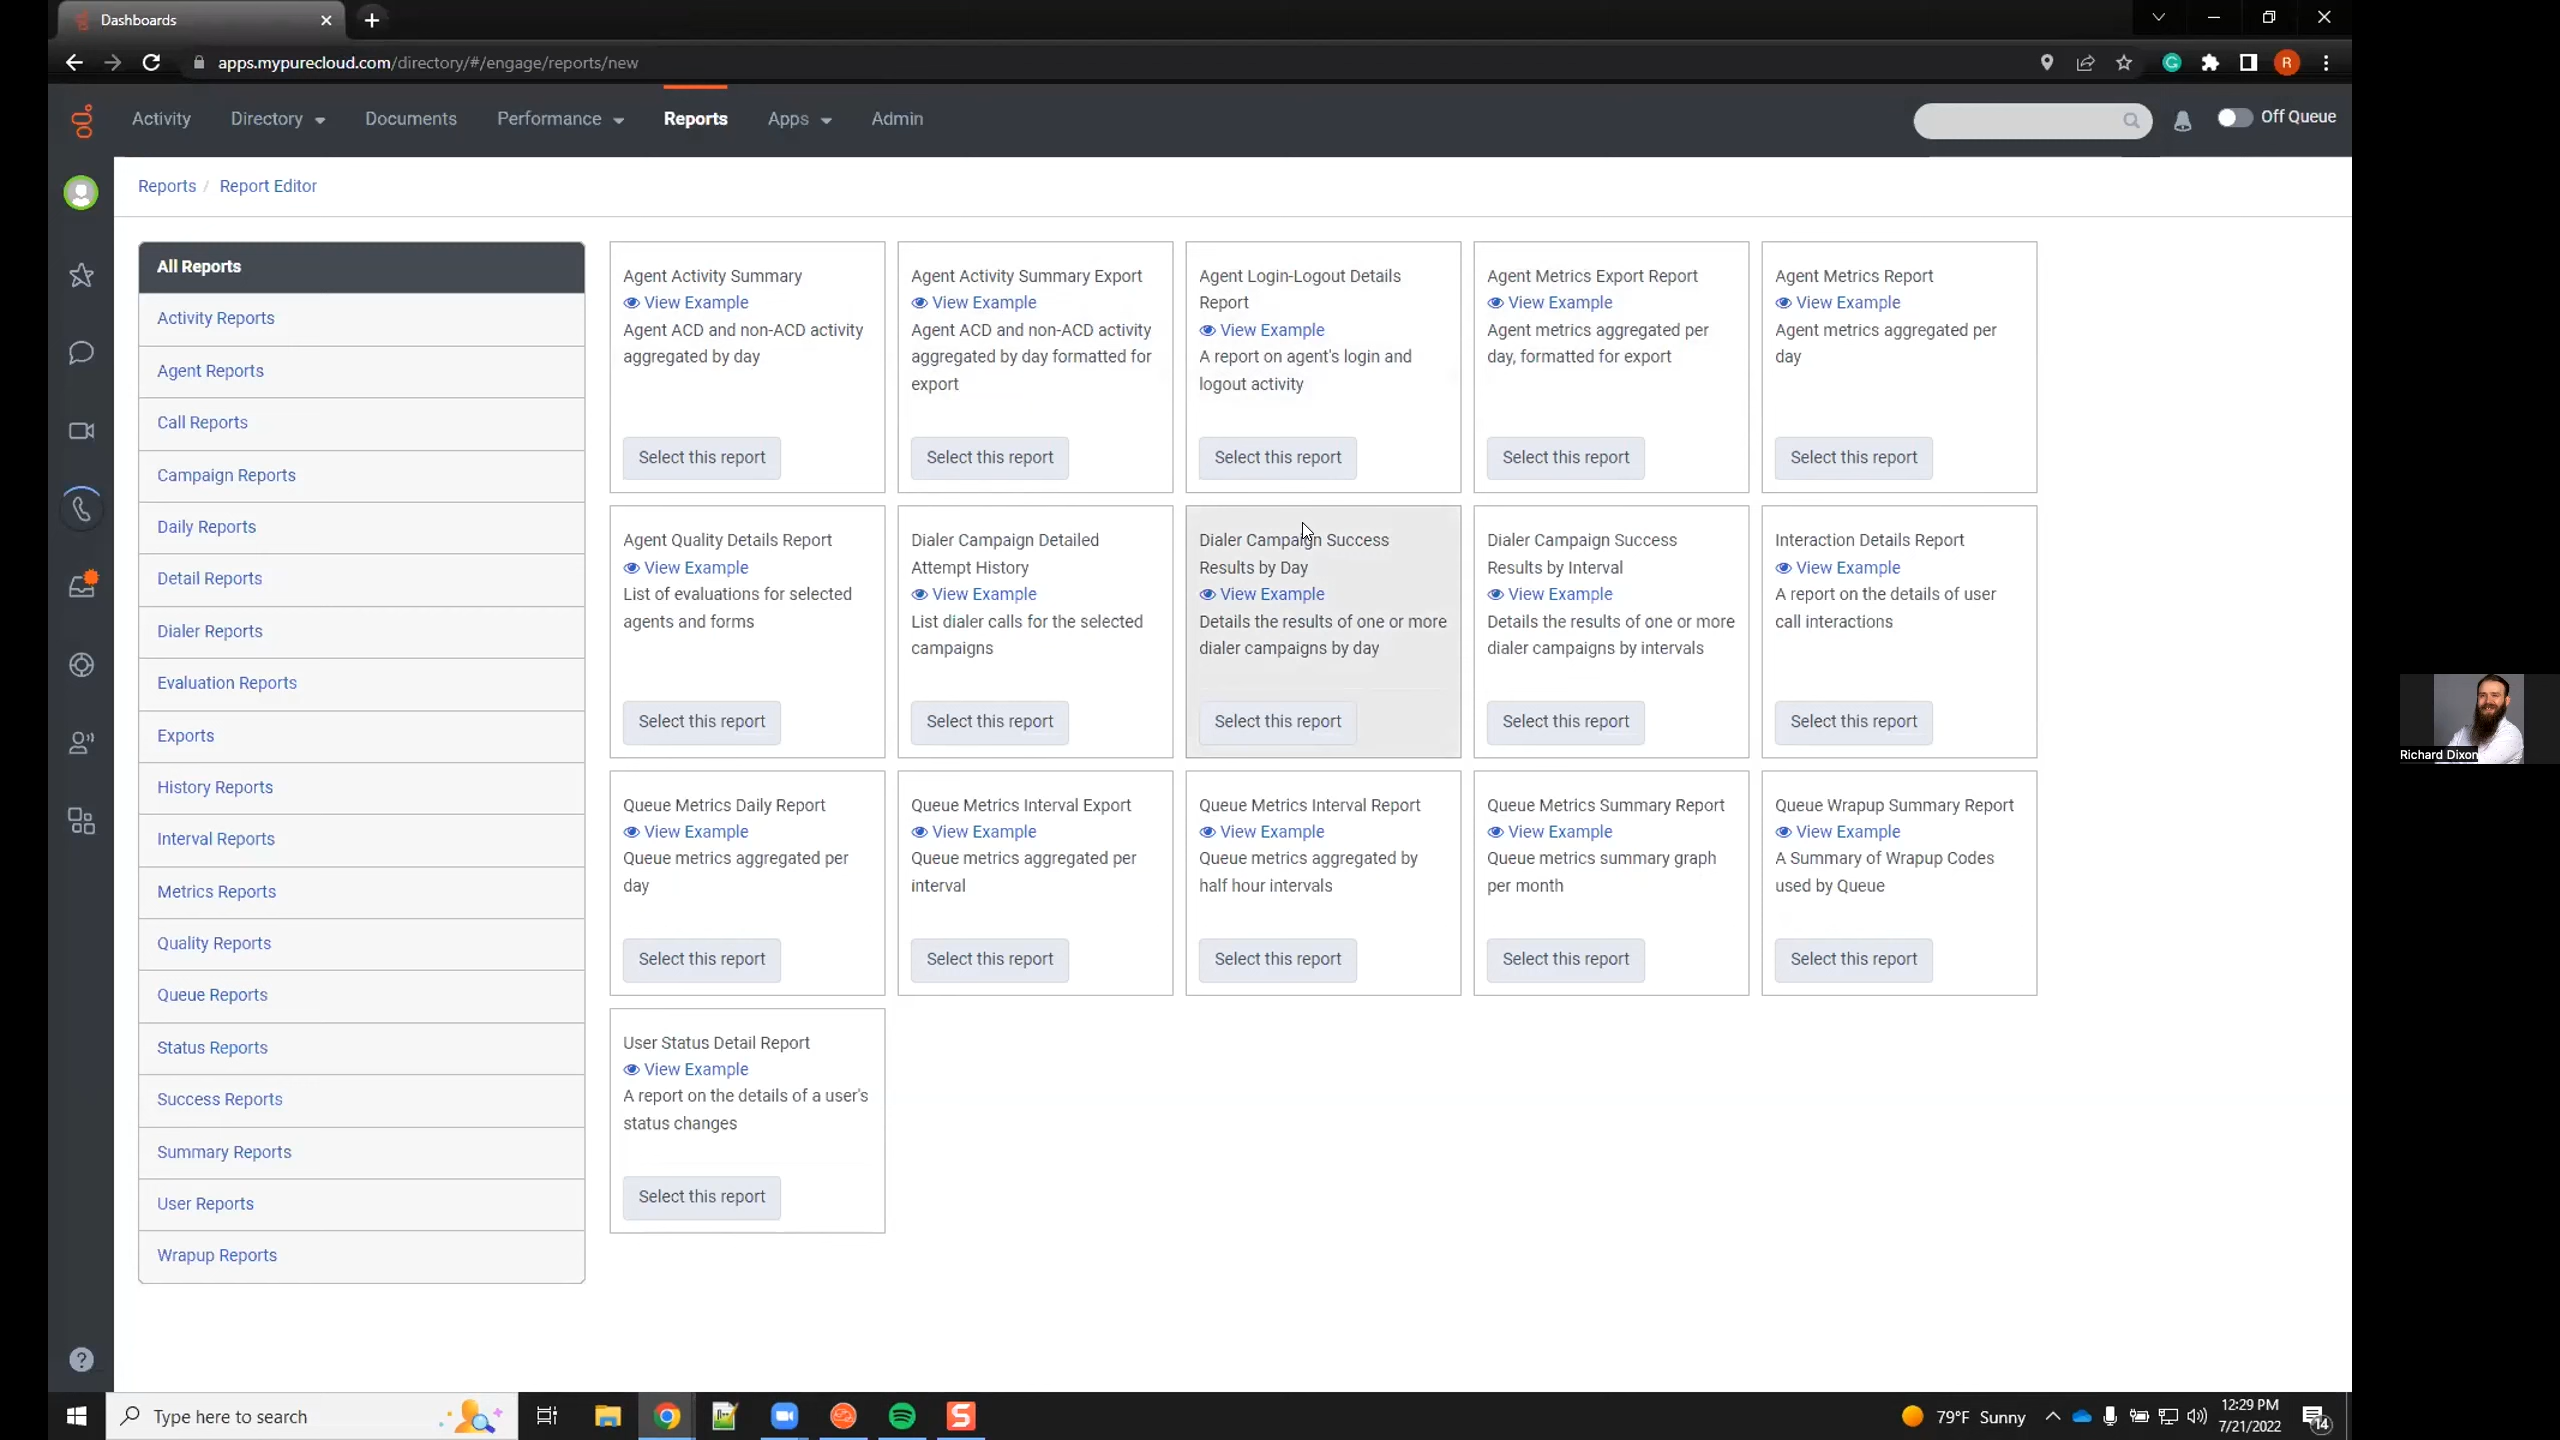 Dashboards
apps.mypurecloud.com/directory/#/engage/reports/new
R
Activity
Directory
Documents
Performance
Reports
Apps
Admin
Off Queue
Reports / Report Editor
All Reports
Activity Reports
Agent Reports
Call Reports
Campaign Reports
Daily Reports
Detail Reports
Dialer Reports
Evaluation Reports
Exports
History Reports
Interval Reports
Metrics Reports
Quality Reports
Queue Reports
Status Reports
Success Reports
Summary Reports
User Reports
Wrapup Reports
Agent Activity Summary
View Example
Agent ACD and non-ACD activity
aggregated by day
Select this report
Agent Activity Summary Export
View Example
Agent ACD and non-ACD activity
aggregated by day formatted for
export
Select this report
Agent Login-Logout Details
Report
View Example
A report on agent's login and
logout activity
Select this report
Agent Metrics Export Report
View Example
Agent metrics aggregated per
day, formatted for export
Select this report
Agent Metrics Report
View Example
Agent metrics aggregated per
day
Select this report
Agent Quality Details Report
View Example
List of evaluations for selected
agents and forms
Select this report
Dialer Campaign Detailed
Attempt History
View Example
List dialer calls for the selected
campaigns
Select this report
Dialer Campaign Success
Results by Day
View Example
Details the results of one or more
dialer campaigns by day
Select this report
Dialer Campaign Success
Results by Interval
View Example
Details the results of one or more
dialer campaigns by intervals
Select this report
Interaction Details Report
View Example
A report on the details of user
call interactions
Select this report
Queue Metrics Daily Report
View Example
Queue metrics aggregated per
day
Select this report
Queue Metrics Interval Export
View Example
Queue metrics aggregated per
interval
Select this report
Queue Metrics Interval Report
View Example
Queue metrics aggregated by
half hour intervals
Select this report
Queue Metrics Summary Report
View Example
Queue metrics summary graph
per month
Select this report
Queue Wrapup Summary Report
View Example
A Summary of Wrapup Codes
used by Queue
Select this report
User Status Detail Report
View Example
A report on the details of a user's
status changes
Select this report
Richard Dixon
Type here to search
79°F Sunny
12:29 PM
7/21/2022
14